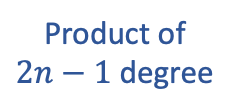 Product of
2𝑛 − 1 degree